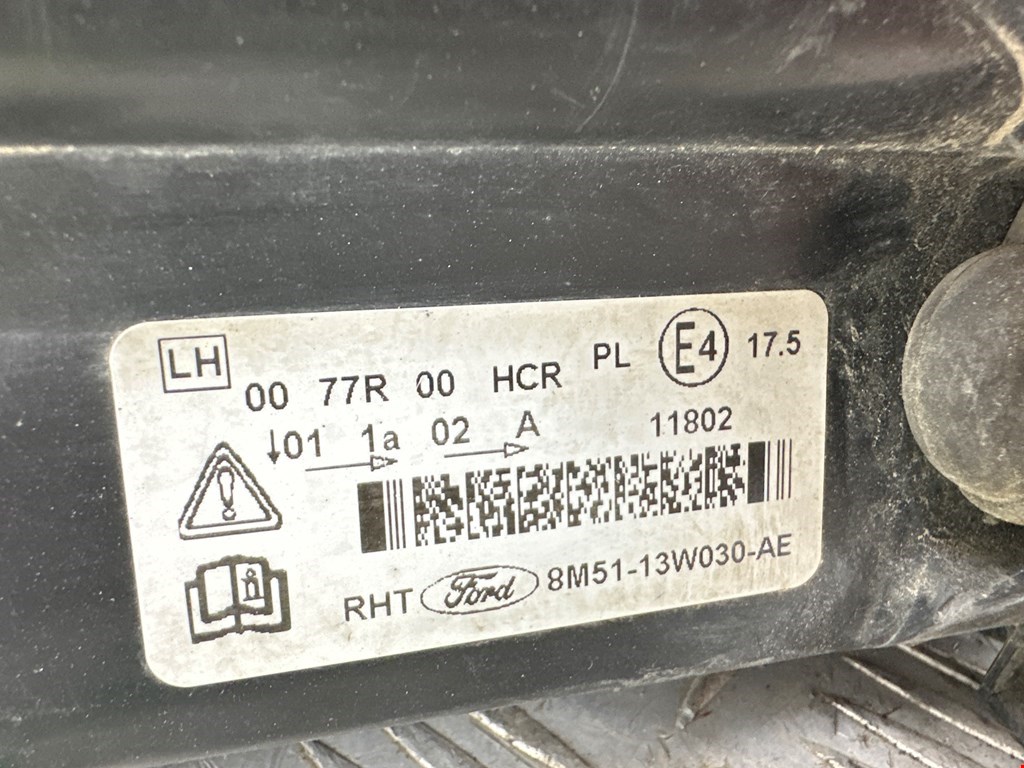 LH 00 77R 00 HCR PL E4 17.5
↓01 1a 02 A 11802
RHT Ford 8M51-13W030-AE